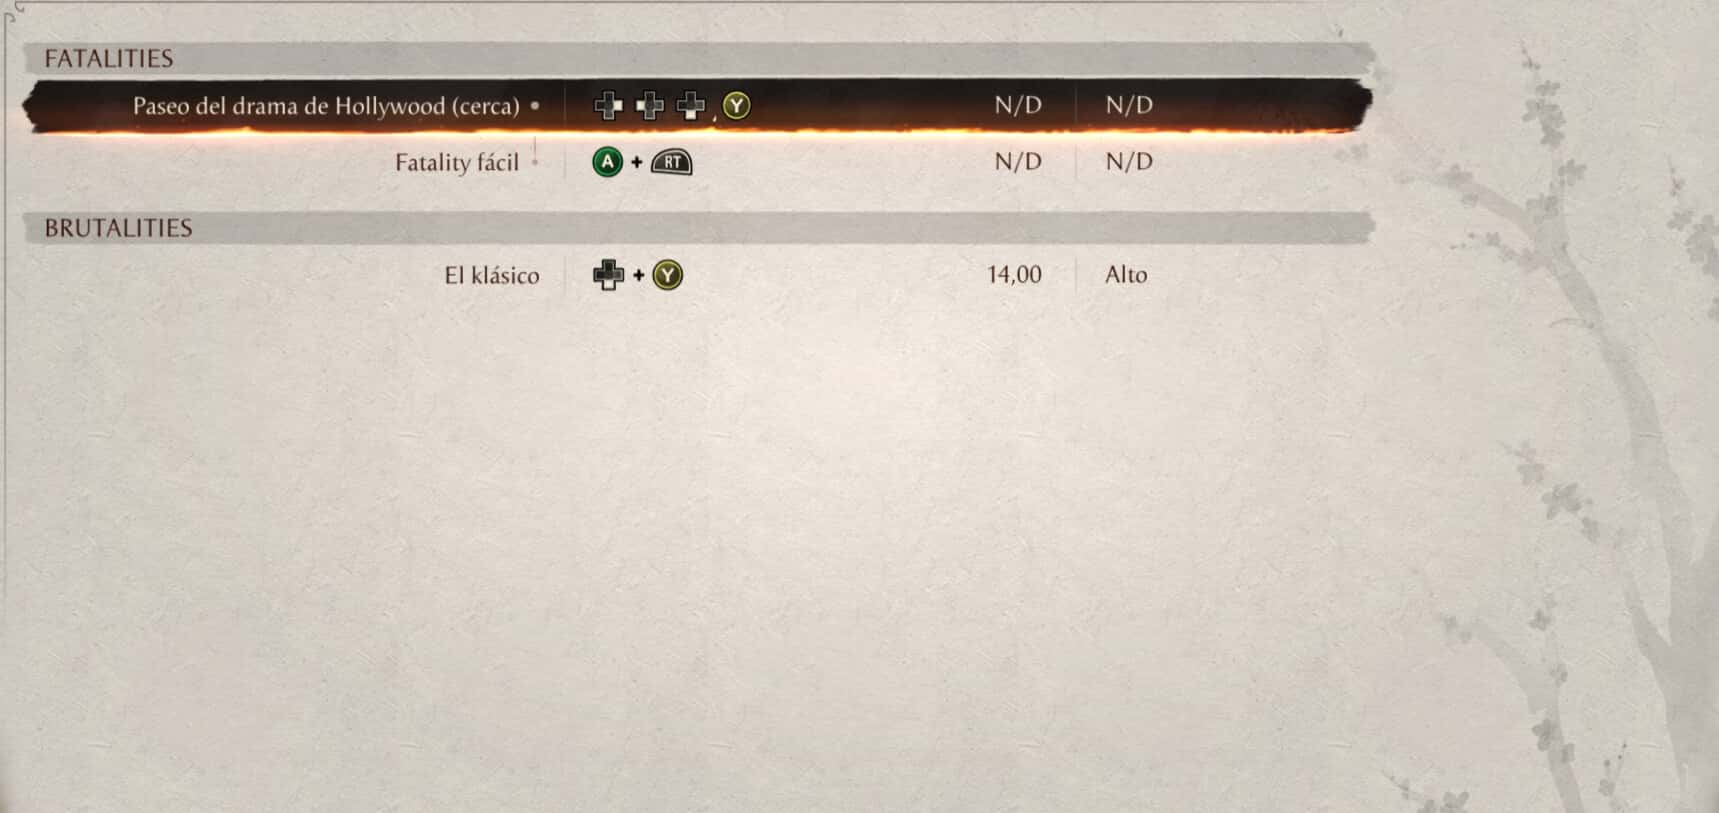 FATALITIES
Paseo del drama de Hollywood (cerca) • , Y N/D N/D
Fatality fácil • A + RT N/D N/D
BRUTALITIES
El klásico + Y 14,00 Alto